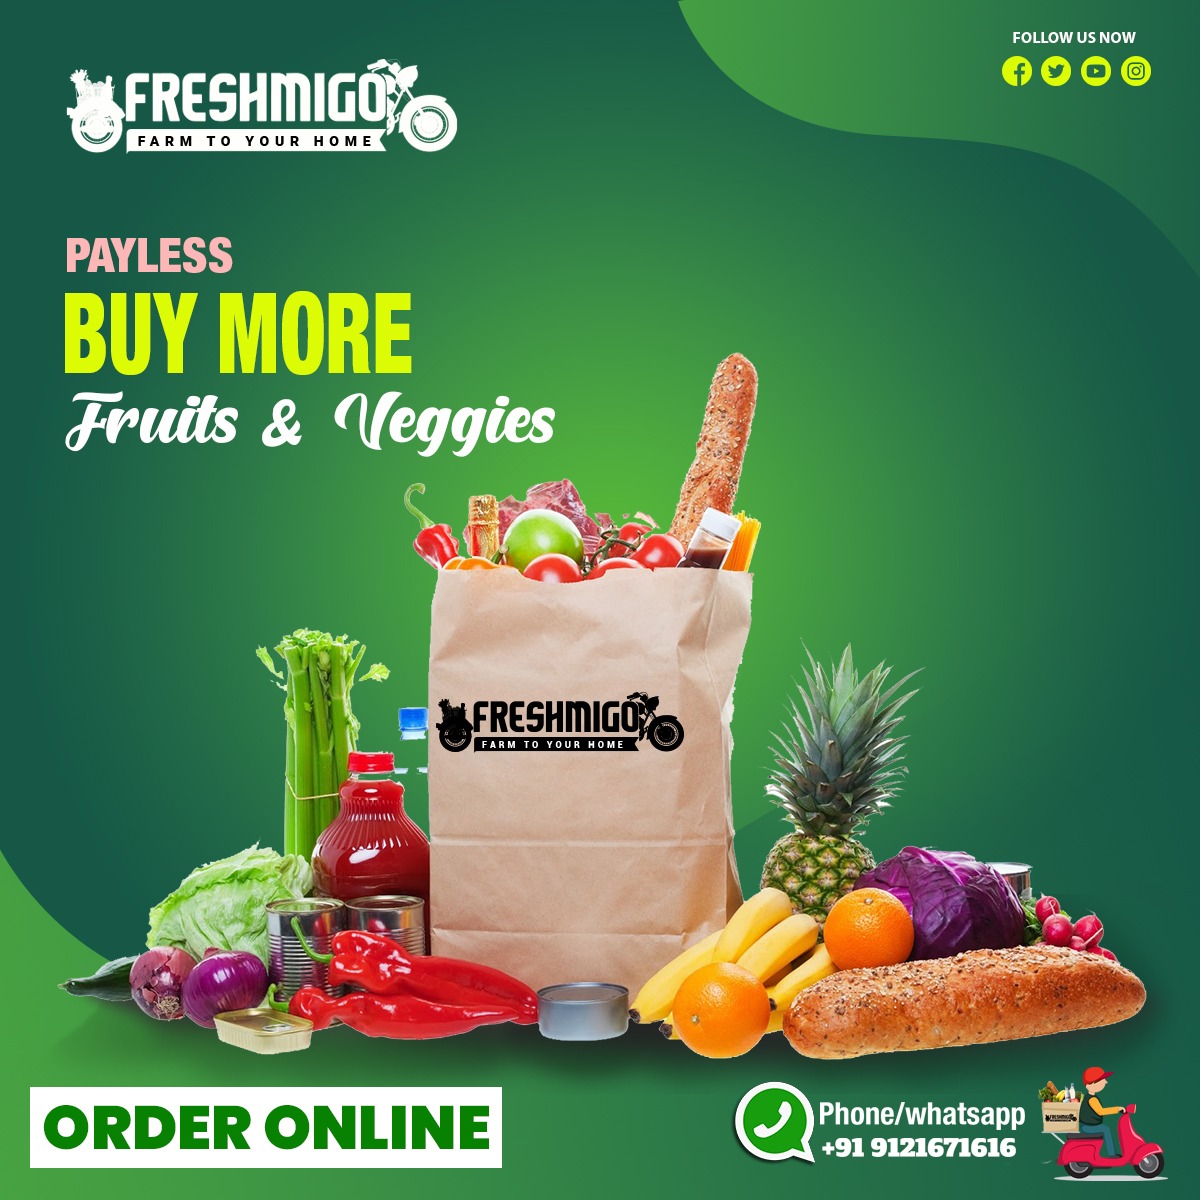 FOLLOW US NOW
FRESHMIGO
FARM TO YOUR HOME
PAYLESS
BUY MORE
Fruits & Veggies
FRESHMIGO
FARM TO YOUR HOME
ORDER ONLINE
Phone/whatsapp
+91 9121671616
FRESHMIGO